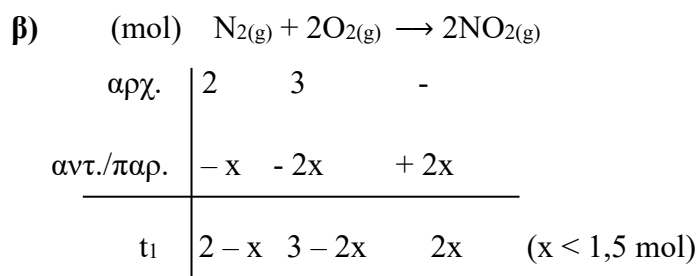 β) (mol) N2(g) + 2O2(g) ⟶ 2NO2(g)
αρχ. 2 3 -
αντ./παρ. – x - 2x + 2x
t1 2 – x 3 – 2x 2x (x < 1,5 mol)